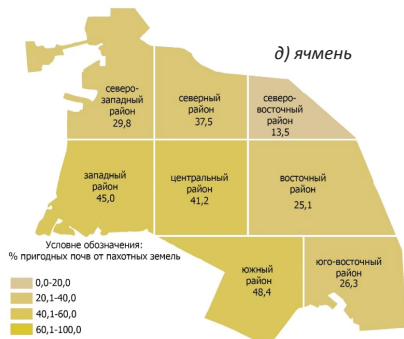 д) ячмень
северо-
западный
район
29,8
северный
район
37,5
северо-
восточный
район
13,5
западный
район
45,0
центральный
район
41,2
восточный
район
25,1
Условне обозначения:
% пригодных почв от пахотных земель
0,0-20,0
20,1-40,0
40,1-60,0
60,1-100,0
южный
район
48,4
юго-восточный
район
26,3